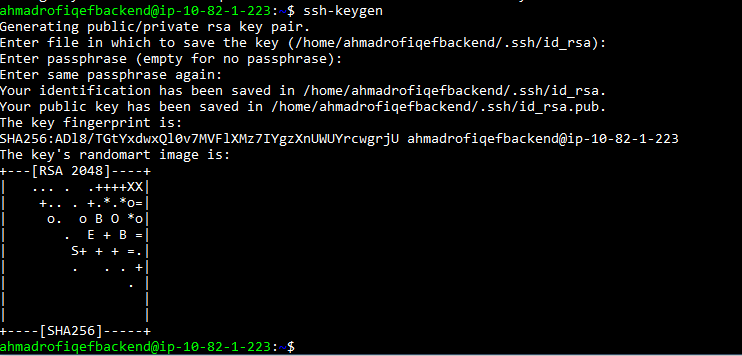 ahmadrofiqefbackend@ip-10-82-1-223:~$ ssh-keygen
Generating public/private rsa key pair.
Enter file in which to save the key (/home/ahmadrofiqefbackend/.ssh/id_rsa):
Enter passphrase (empty for no passphrase):
Enter same passphrase again:
Your identification has been saved in /home/ahmadrofiqefbackend/.ssh/id_rsa.
Your public key has been saved in /home/ahmadrofiqefbackend/.ssh/id_rsa.pub.
The key fingerprint is:
SHA256:ADl8/TGtYxdwxQl0v7MVFlXMz7IYgzXnUWUYrcwgrjU ahmadrofiqefbackend@ip-10-82-1-223
The key's randomart image is:
+---[RSA 2048]----+
|   ... .  .++++XX|
|    +.. . +.*.*o=|
|     o.  o B O *o|
|       .  E + B =|
|        S+ + + =.|
|        .   . . +|
|               . |
|                 |
|                 |
+----[SHA256]-----+
ahmadrofiqefbackend@ip-10-82-1-223:~$